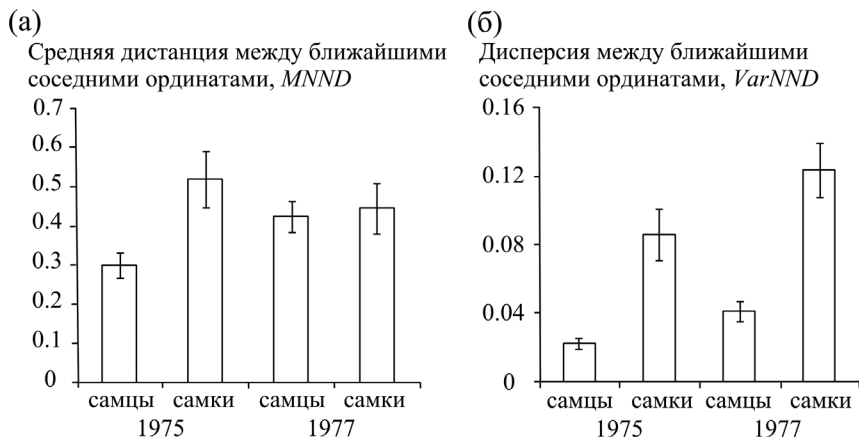 (а)
Средняя дистанция между ближайшими
соседними ординатами, MNND
0.7
0.6
0.5
0.4
0.3
0.2
0.1
0
самцы самки самцы самки
1975 1977
(б)
Дисперсия между ближайшими
соседними ординатами, VarNND
0.16
0.12
0.08
0.04
0
самцы самки самцы самки
1975 1977